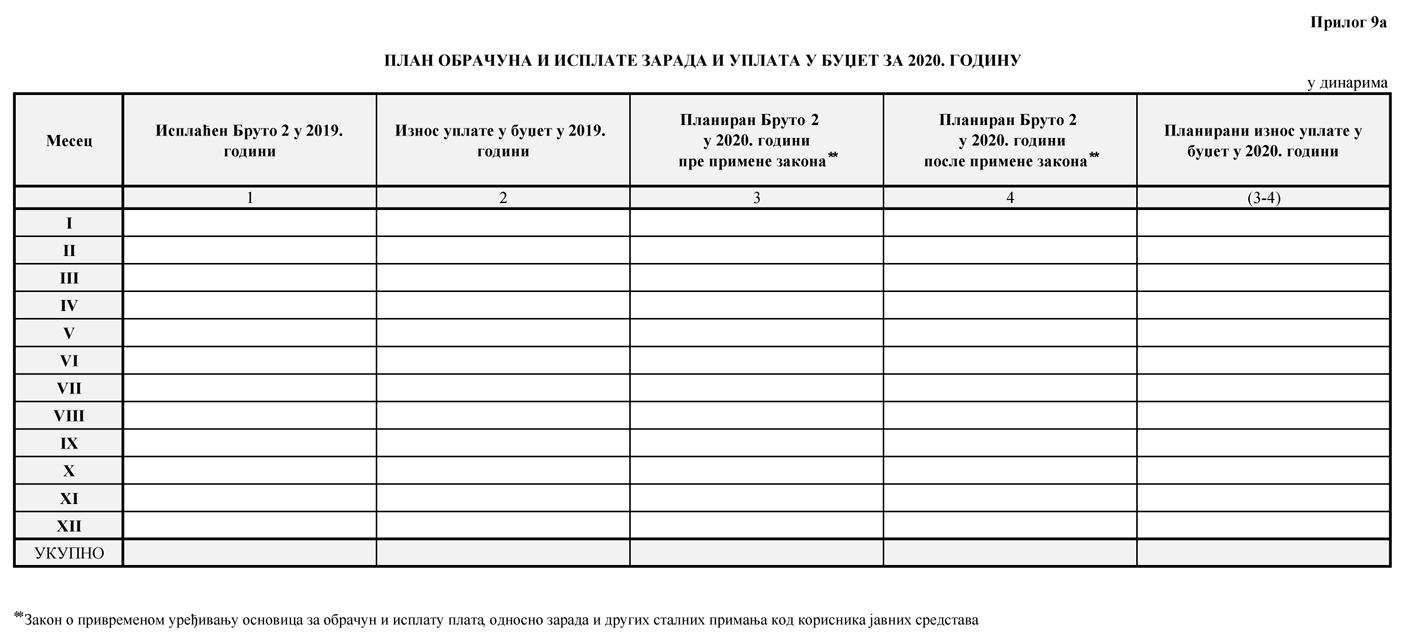 Прилог 9а
ПЛАН ОБРАЧУНА И ИСПЛАТЕ ЗАРАДА И УПЛАТА У БУЏЕТ ЗА 2020. ГОДИНУ
у динарима
Месец
Исплаћен Бруто 2 у 2019.
години
Износ уплате у буџет у 2019.
години
Планиран Бруто 2
у 2020. години
пре примене закона**
Планиран Бруто 2
у 2020. години
после примене закона**
Планирани износ уплате у
буџет у 2020. години
1 2 3 4 (3-4)
I
II
III
IV
V
VI
VII
VIII
IX
X
XI
XII
УКУПНО
**Закон о привременом уређивању основица за обрачун и исплату плата, односно зарада и других сталних примања код корисника јавних средстава